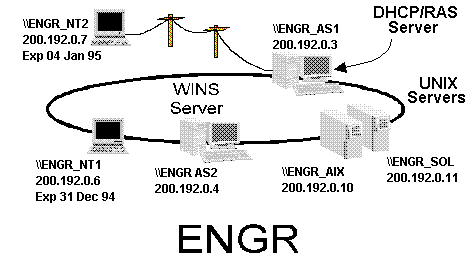 \\ENGR_NT2
200.192.0.7
Exp 04 Jan 95
\\ENGR_AS1
200.192.0.3
DHCP/RAS
Server
WINS
Server
UNIX
Servers
\\ENGR_NT1
200.192.0.6
Exp 31 Dec 94
\\ENGR AS2
200.192.0.4
\\ENGR_AIX
200.192.0.10
\\ENGR_SOL
200.192.0.11
ENGR